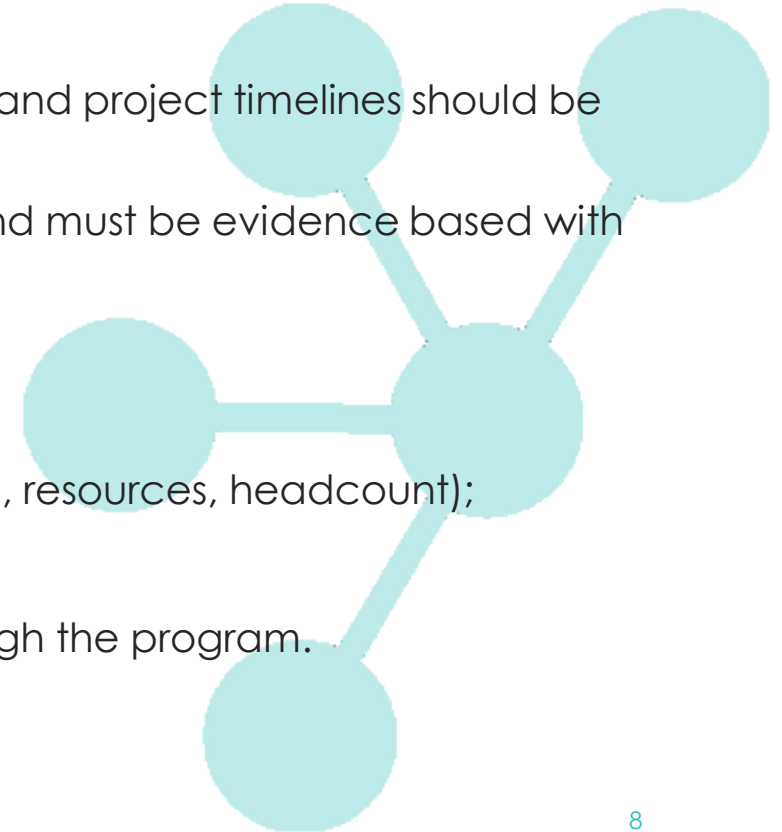 and project timelines should be
nd must be evidence based with
, resources, headcount);
gh the program.
8